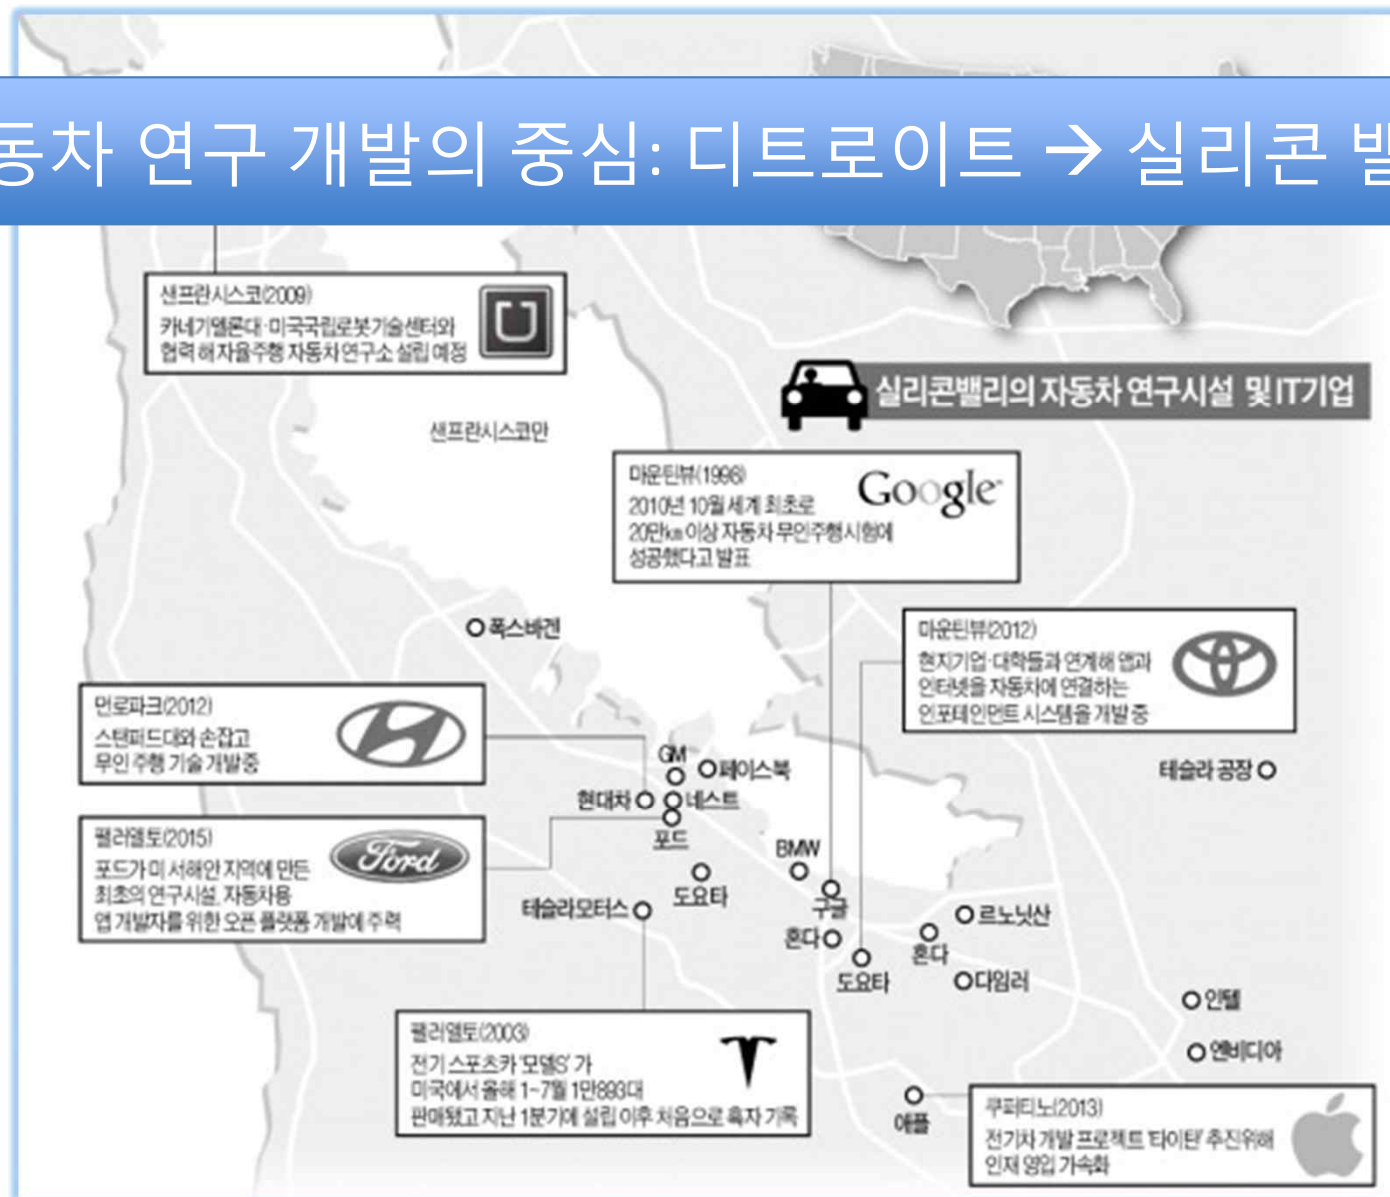 동차 연구 개발의 중심: 디트로이트 → 실리콘 밸
샌프란시스코(2009)
카네기멜론대·미국국립로봇기술센터와
협력 해 자율주행 자동차 연구소 설립 예정
실리콘밸리의 자동차 연구시설 및 IT기업
샌프란시스코만
마운틴뷰(1998)
2010년 10월 세계 최초로
20만km 이상 자동차 무인주행 시험에
성공했다고 발표
Google
폭스바겐
마운틴뷰(2012)
현지기업·대학들과 연계해 앱과
인터넷을 자동차에 연결하는
인포테인먼트 시스템을 개발 중
먼로파크(2012)
스탠퍼드대와 손잡고
무인 주행 기술 개발 중
GM
페이스북
테슬라 공장
현대차
네스트
포드
팰러앨토(2015)
포드가 미 서해안 지역에 만든
최초의 연구시설. 자동차용
앱 개발자를 위한 오픈 플랫폼 개발에 주력
Ford
BMW
도요타
구글
테슬라모터스
르노닛산
혼다
혼다
도요타
다임러
인텔
엔비디아
팰러앨토(2003)
전기 스포츠카 '모델S' 가
미국에서 올해 1~7월 1만893대
판매됐고 지난 1분기에 설립 이후 처음으로 흑자 기록
애플
쿠퍼티노(2013)
전기차 개발 프로젝트 '타이탄' 추진위해
인재 영입 가속화